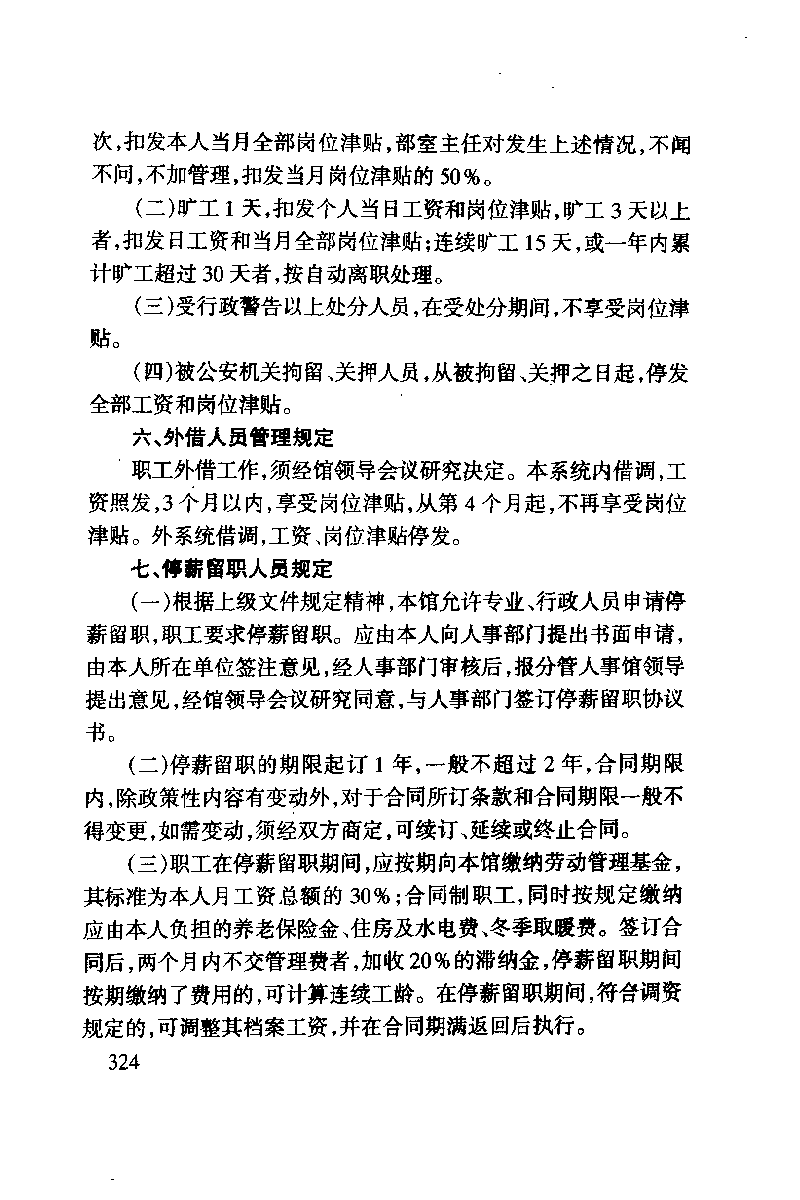 次,扣发本人当月全部岗位津贴,部室主任对发生上述情况,不闻
不问,不加管理,扣发当月岗位津贴的50%。
(二)旷工1天,扣发个人当日工资和岗位津贴,旷工3天以上
者,扣发日工资和当月全部岗位津贴;连续旷工15天,或一年内累
计旷工超过30天者,按自动离职处理。
(三)受行政警告以上处分人员,在受处分期间,不享受岗位津
贴。
(四)被公安机关拘留、关押人员,从被拘留、关押之日起,停发
全部工资和岗位津贴。
六、外借人员管理规定
职工外借工作,须经馆领导会议研究决定。本系统内借调,工
资照发,3个月以内,享受岗位津贴,从第4个月起,不再享受岗位
津贴。外系统借调,工资、岗位津贴停发。
七、停薪留职人员规定
(一)根据上级文件规定精神,本馆允许专业、行政人员申请停
薪留职,职工要求停薪留职。应由本人向人事部门提出书面申请,
由本人所在单位签注意见,经人事部门审核后,报分管人事馆领导
提出意见,经馆领导会议研究同意,与人事部门签订停薪留职协议
书。
(二)停薪留职的期限起订1年,一般不超过2年,合同期限
内,除政策性内容有变动外,对于合同所订条款和合同期限一般不
得变更,如需变动,须经双方商定,可续订、延续或终止合同。
(三)职工在停薪留职期间,应按期向本馆缴纳劳动管理基金,
其标准为本人月工资总额的30%;合同制职工,同时按规定缴纳
应由本人负担的养老保险金、住房及水电费、冬季取暖费。签订合
同后,两个月内不交管理费者,加收20%的滞纳金,停薪留职期间
按期缴纳了费用的,可计算连续工龄。在停薪留职期间,符合调资
规定的,可调整其档案工资,并在合同期满返回后执行。
324